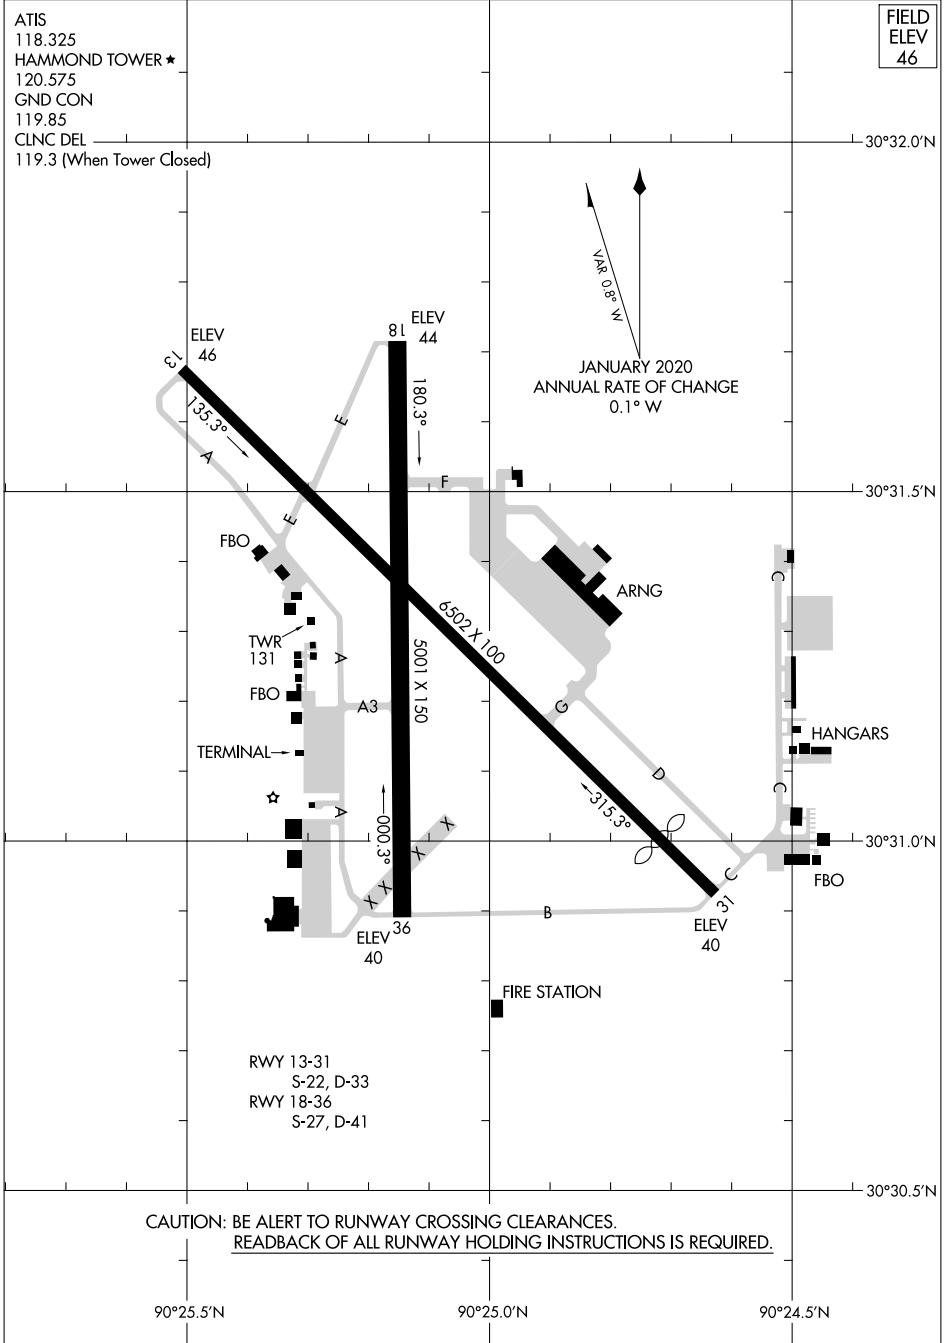 ATIS
118.325
HAMMOND TOWER ★
120.575
GND CON
119.85
CLNC DEL
119.3 (When Tower Closed)
FIELD
ELEV
46
30°32.0'N
VAR 0.8° W
JANUARY 2020
ANNUAL RATE OF CHANGE
0.1° W
13
ELEV
46
18
ELEV
44
135.3°
180.3°
A
E
E
F
30°31.5'N
FBO
ARNG
C
TWR
131
A
6502 X 100
5001 X 150
FBO
A3
G
TERMINAL
HANGARS
D
C
A
000.3°
315.3°
X
X
X
X
30°31.0'N
C
FBO
B
31
ELEV
40
36
ELEV
40
FIRE STATION
RWY 13-31
S-22, D-33
RWY 18-36
S-27, D-41
30°30.5'N
CAUTION: BE ALERT TO RUNWAY CROSSING CLEARANCES.
READBACK OF ALL RUNWAY HOLDING INSTRUCTIONS IS REQUIRED.
90°25.5'N
90°25.0'N
90°24.5'N